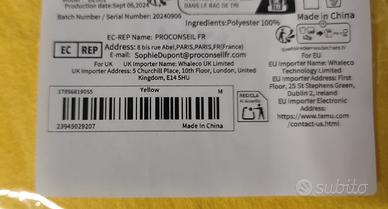 DANS LE BAC DE TRI
Production Date:Sept 06,2024
Batch Number / Serial Number: 20240906
Made in China
Ingredients:Polyester 100%
EC-REP Name: PROCONSEIL FR
EC REP
Address: 8 bis rue Abel,PARIS,PARIS,FR(France)
E-mail: SophieDupont@proconseilfr.com
For UK UK Importer Name: Whaleco UK Limited
UK Importer Address: 5 Churchill Place, 10th Floor, London, United
Kingdom, E14 5HU
For EU
EU Importer Name: Whaleco
Technology Limited
EU Importer Address: First
Floor, 25 St Stephens Green,
Dublin 2, Ireland
EU Importer Electronic
Address:
https://www.temu.com
/contact-us.html
Yellow
M
23945029207
Made in China
RICICLA
subito